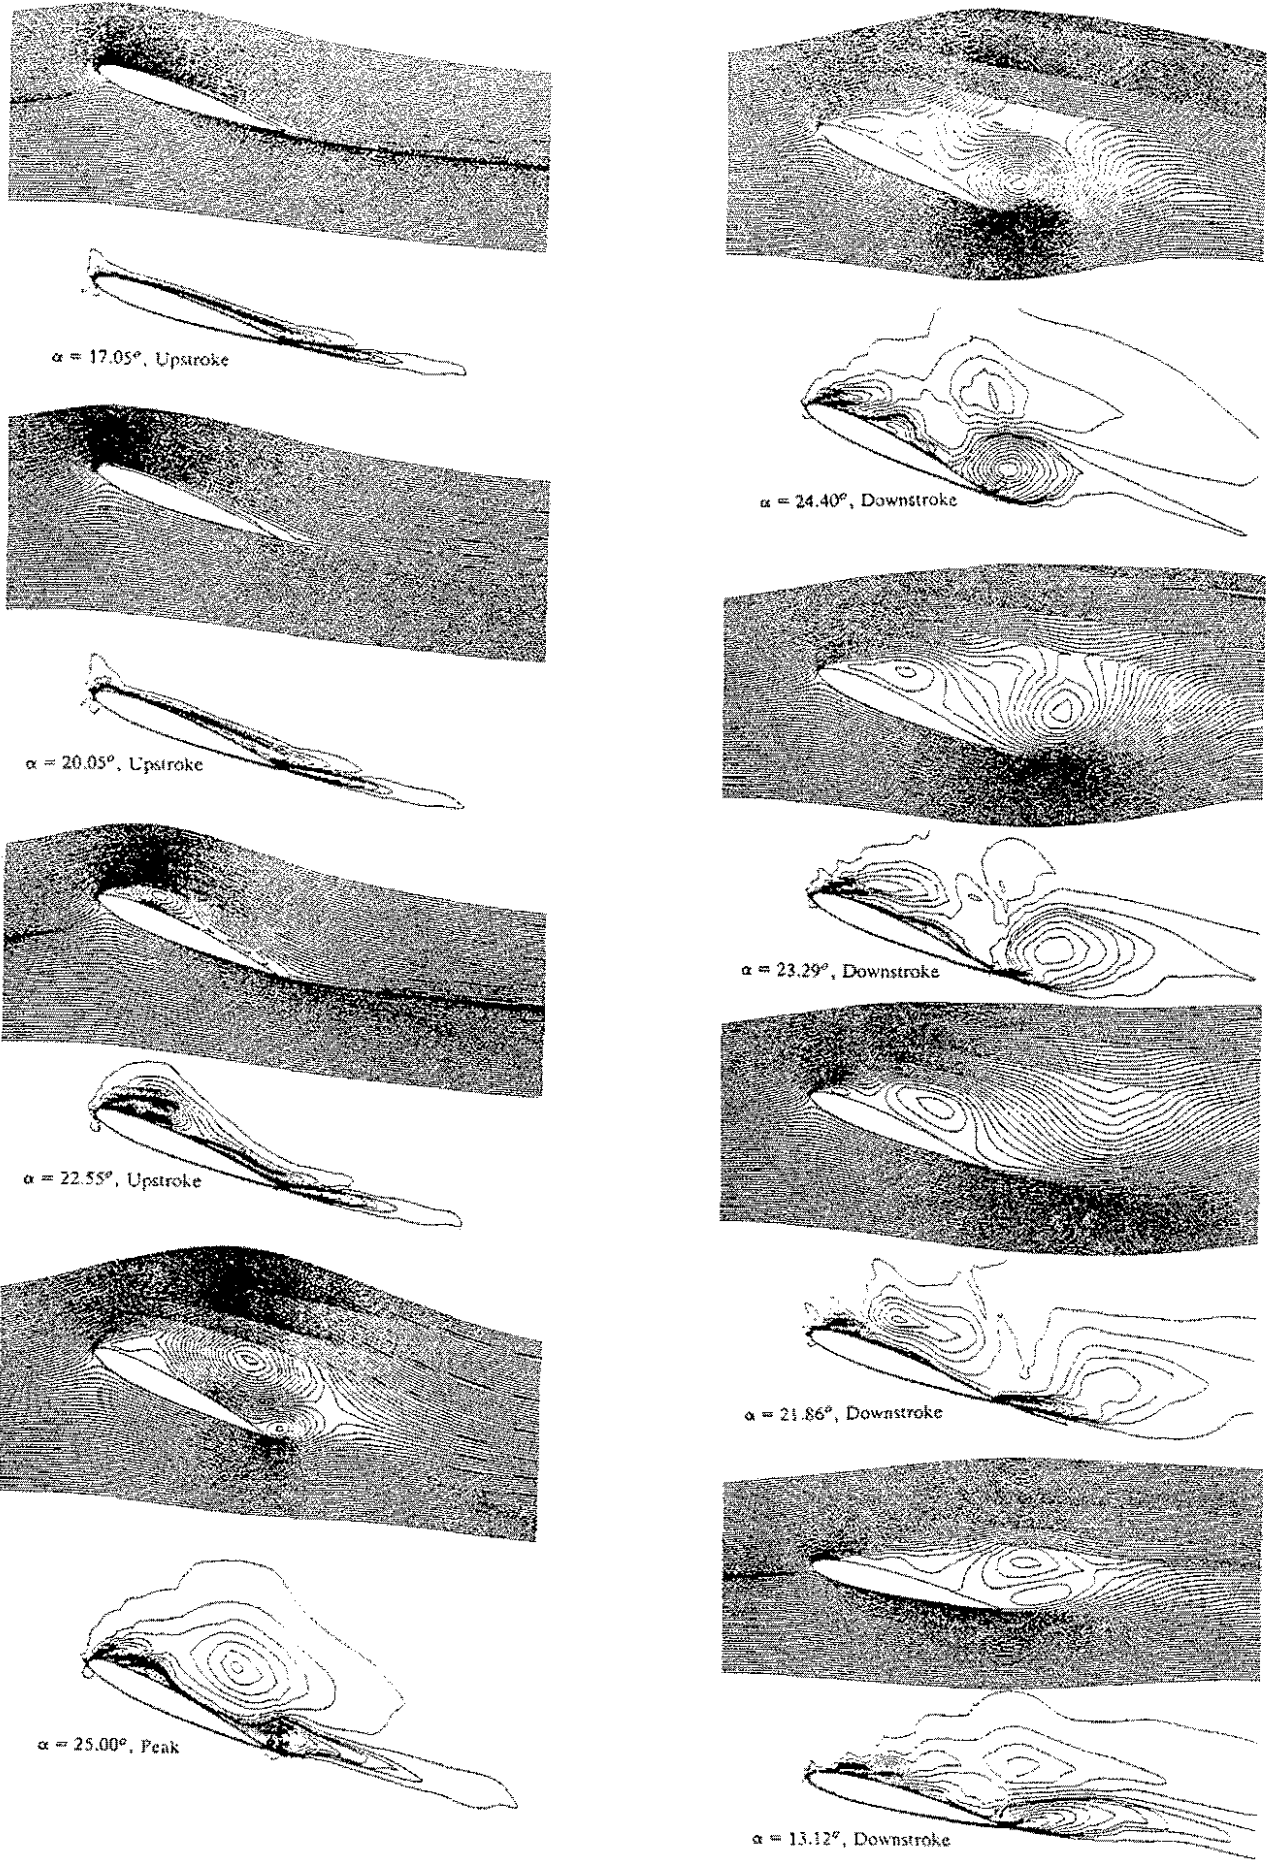 α = 17.05°, Upstroke
α = 20.05°, Upstroke
α = 22.55°, Upstroke
α = 25.00°, Peak
α = 24.40°, Downstroke
α = 23.29°, Downstroke
α = 21.86°, Downstroke
α = 13.12°, Downstroke